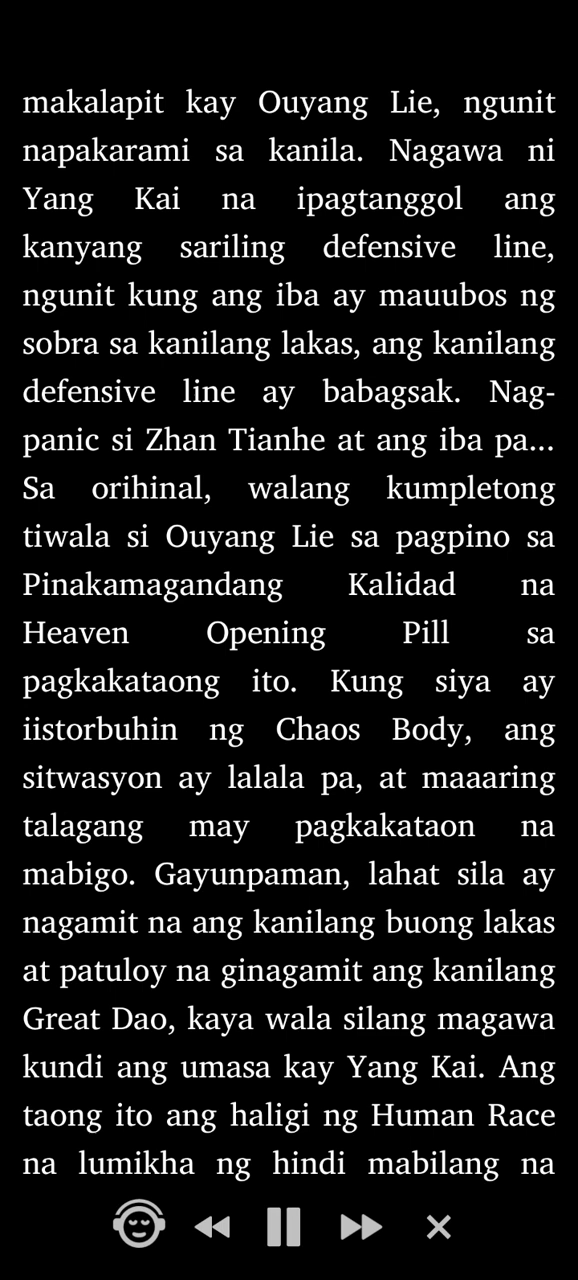 makalapit kay Ouyang Lie, ngunit
napakarami sa kanila. Nagawa ni
Yang Kai na ipagtanggol ang
kanyang sariling defensive line,
ngunit kung ang iba ay mauubos ng
sobra sa kanilang lakas, ang kanilang
defensive line ay babagsak. Nag-
panic si Zhan Tianhe at ang iba pa...
Sa orihinal, walang kumpletong
tiwala si Ouyang Lie sa pagpino sa
Pinakamagandang Kalidad na
Heaven Opening Pill sa
pagkakataong ito. Kung siya ay
iistorbuhin ng Chaos Body, ang
sitwasyon ay lalala pa, at maaaring
talagang may pagkakataon na
mabigo. Gayunpaman, lahat sila ay
nagamit na ang kanilang buong lakas
at patuloy na ginagamit ang kanilang
Great Dao, kaya wala silang magawa
kundi ang umasa kay Yang Kai. Ang
taong ito ang haligi ng Human Race
na lumikha ng hindi mabilang na